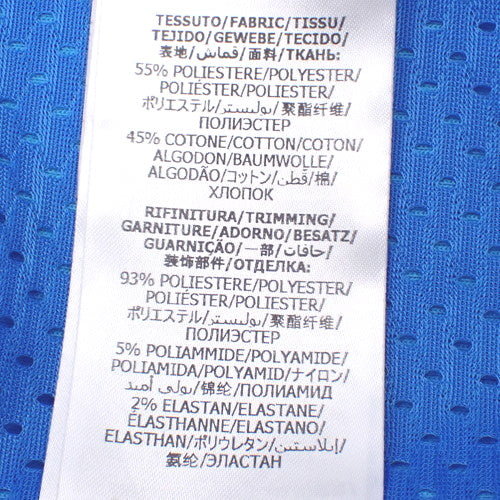 TESSUTO/FABRIC/TISSU/
TEJIDO/GEWEBE/TECIDO/
表地/قماش/面料/ТКАНЬ:
55% POLIESTERE/POLYESTER/
POLIÉSTER/POLIESTER/
ポリエステル/بوليستر/聚酯纤维/
ПОЛИЭСТЕР
45% COTONE/COTTON/COTON/
ALGODON/BAUMWOLLE/
ALGODÃO/コットン/قطن/棉/
ХЛОПОК
RIFINITURA/TRIMMING/
GARNITURE/ADORNO/BESATZ/
GUARNIÇÃO/一部/حافات/
装饰部件/ОТДЕЛКА:
93% POLIESTERE/POLYESTER/
POLIÉSTER/POLIESTER/
ポリエステル/بوليستر/聚酯纤维/
ПОЛИЭСТЕР
5% POLIAMMIDE/POLYAMIDE/
POLIAMIDA/POLYAMID/ナイロン/
بولي أميد/锦纶/ПОЛИАМИД
2% ELASTAN/ELASTANE/
ÉLASTHANNE/ELASTANO/
ELASTHAN/ポリウレタン/إيلاستين/
氨纶/ЭЛАСТАН